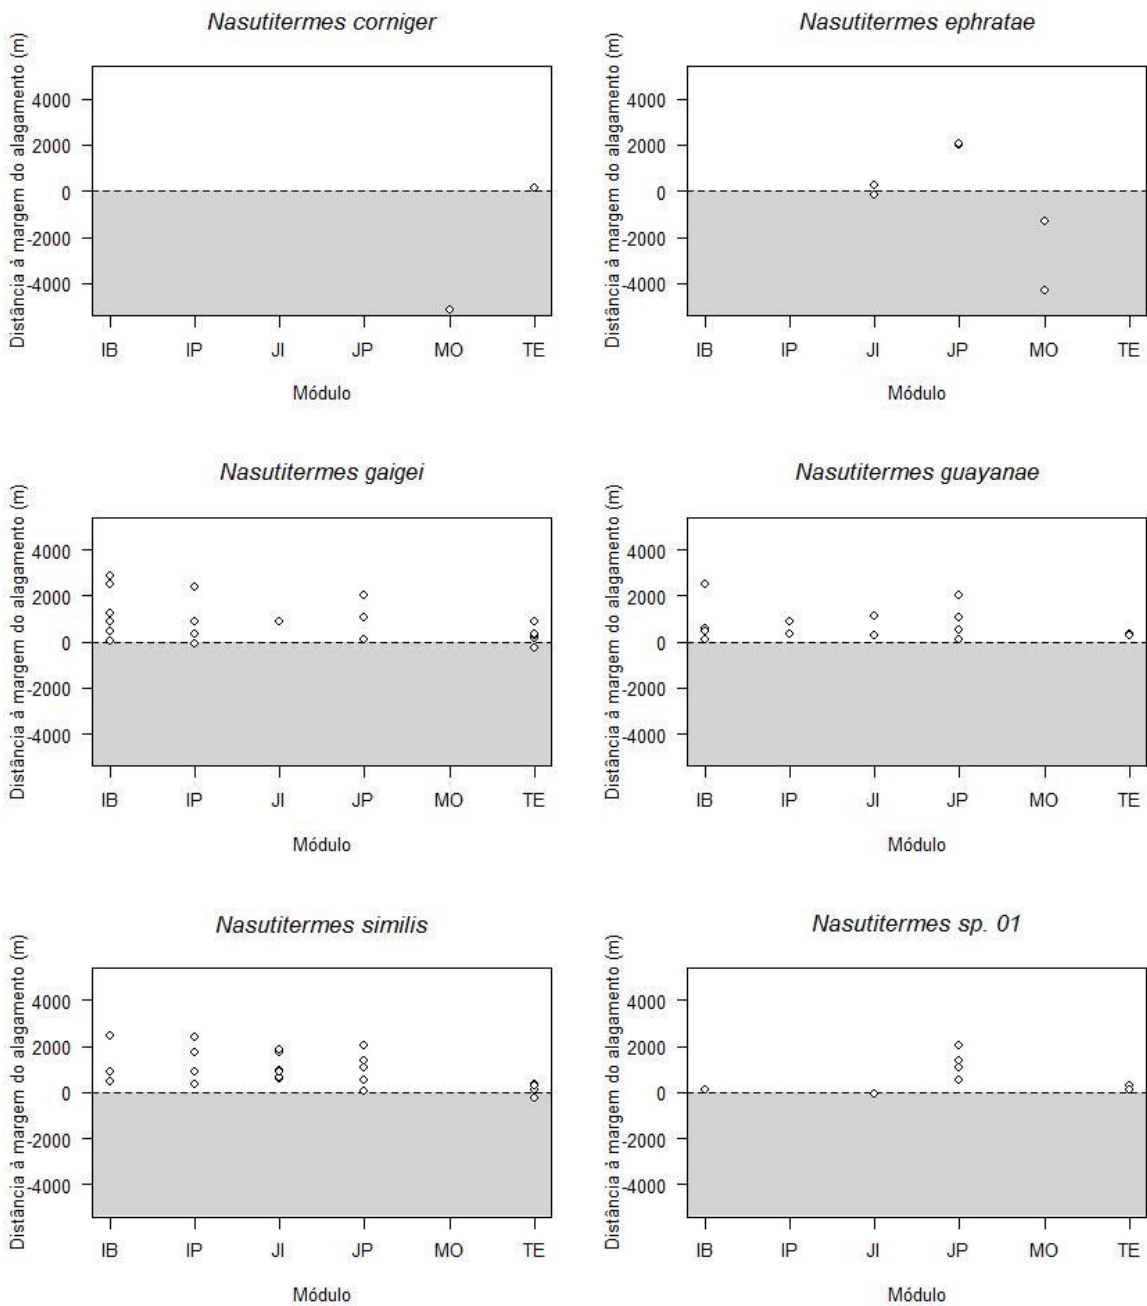 Nasutitermes corniger
Distância à margem do alagamento (m)
4000
2000
0
-2000
-4000
IB IP JI JP MO TE
Módulo
Nasutitermes ephratae
Distância à margem do alagamento (m)
4000
2000
0
-2000
-4000
IB IP JI JP MO TE
Módulo
Nasutitermes gaigei
Distância à margem do alagamento (m)
4000
2000
0
-2000
-4000
IB IP JI JP MO TE
Módulo
Nasutitermes guayanae
Distância à margem do alagamento (m)
4000
2000
0
-2000
-4000
IB IP JI JP MO TE
Módulo
Nasutitermes similis
Distância à margem do alagamento (m)
4000
2000
0
-2000
-4000
IB IP JI JP MO TE
Módulo
Nasutitermes sp. 01
Distância à margem do alagamento (m)
4000
2000
0
-2000
-4000
IB IP JI JP MO TE
Módulo